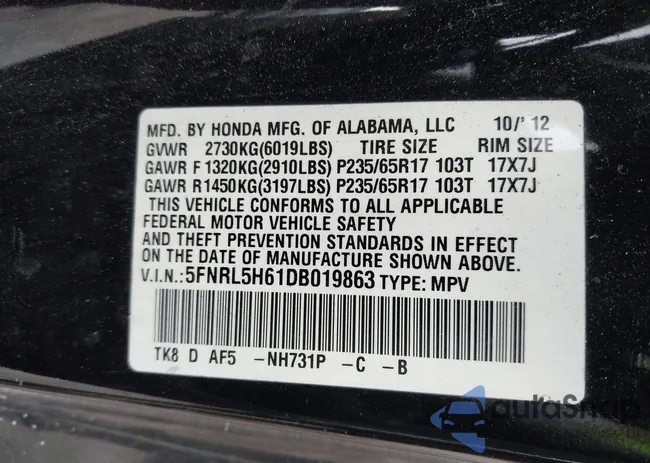 MFD. BY HONDA MFG. OF ALABAMA, LLC 10/'12
GVWR 2730KG(6019LBS) TIRE SIZE RIM SIZE
GAWR F 1320KG(2910LBS) P235/65R17 103T 17X7J
GAWR R1450KG(3197LBS) P235/65R17 103T 17X7J
THIS VEHICLE CONFORMS TO ALL APPLICABLE
FEDERAL MOTOR VEHICLE SAFETY
AND THEFT PREVENTION STANDARDS IN EFFECT
ON THE DATE OF MANUFACTURE SHOWN ABOVE.
V.I.N.:5FNRL5H61DB019863 TYPE: MPV
TK8 D AF5 -NH731P -C -B
autoSnap